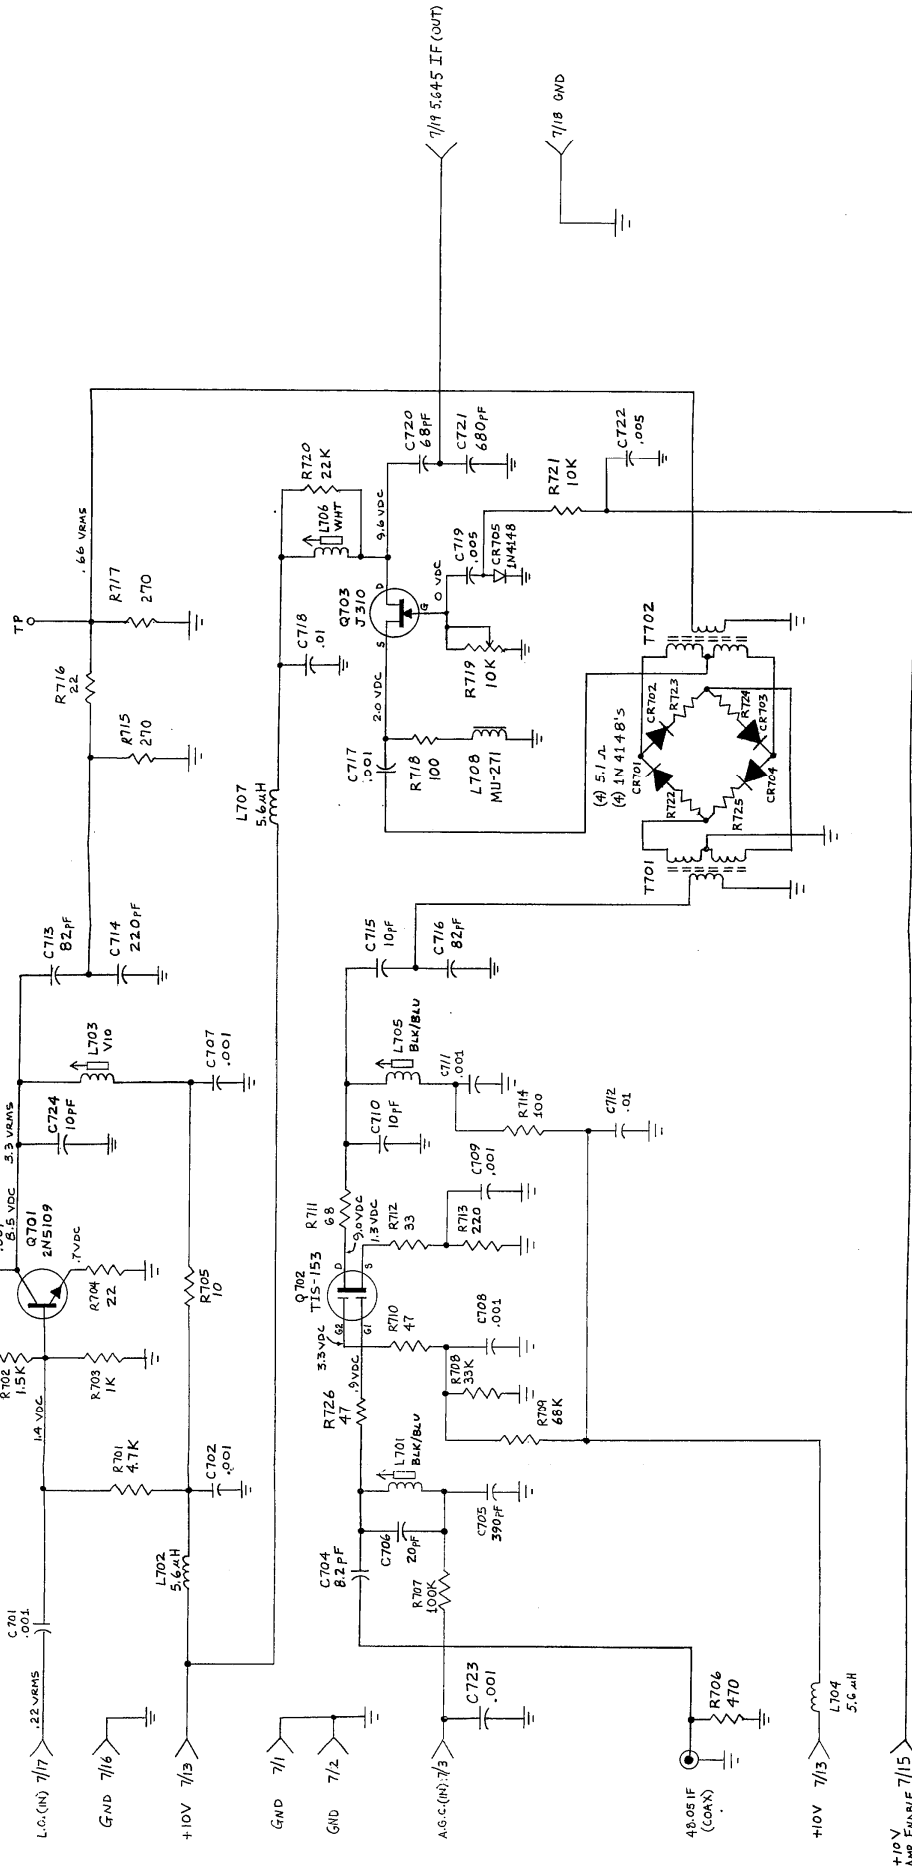 L.O.(IN) 7/17
.22 VRMS
C701
.001
GND 7/16
+10V 7/13
L702
5.6μH
R701
4.7K
C702
.001
1.4 VDC
R702
1.5K
R703
1K
8.5 VDC
Q701
2N5109
.7VDC
R704
22
R705
10
3.3 VRMS
C724
10pF
L703
VIO
C707
.001
C713
82pF
C714
220pF
R715
270
R716
22
TP
R717
270
.66 VRMS
GND 7/1
GND 7/2
L707
5.6μH
C718
.01
L706
WHT
R720
22K
Q703
J310
D
S
G
2.0 VDC
9.6 VDC
0 VDC
C717
.001
R718
100
L708
MU-271
R719
10K
C719
.005
CR705
1N4148
C720
68pF
C721
680pF
7/19 5.645 IF (OUT)
7/18 GND
R721
10K
C722
.005
A.G.C.(IN) 7/3
C723
.001
C704
8.2pF
C706
20pF
R707
100K
L701
BLK/BLU
C705
390pF
R726
47
3.3VDC
.9VDC
Q702
TIS-153
G2
G1
D
S
R710
47
R708
33K
C708
.001
R709
68K
R711
68
9.0VDC
1.3VDC
R712
33
R713
220
C709
.001
C710
10pF
L705
BLK/BLU
C711
.001
R714
100
C712
.01
C715
10pF
C716
82pF
T701
T702
(4) 5.1Ω
(4) 1N4148'S
CR701
CR702
R722
R723
R724
R725
CR703
CR704
48.05 IF
(COAX)
R706
470
+10V 7/13
L704
5.6μH
+10V
AMP ENABLE 7/15